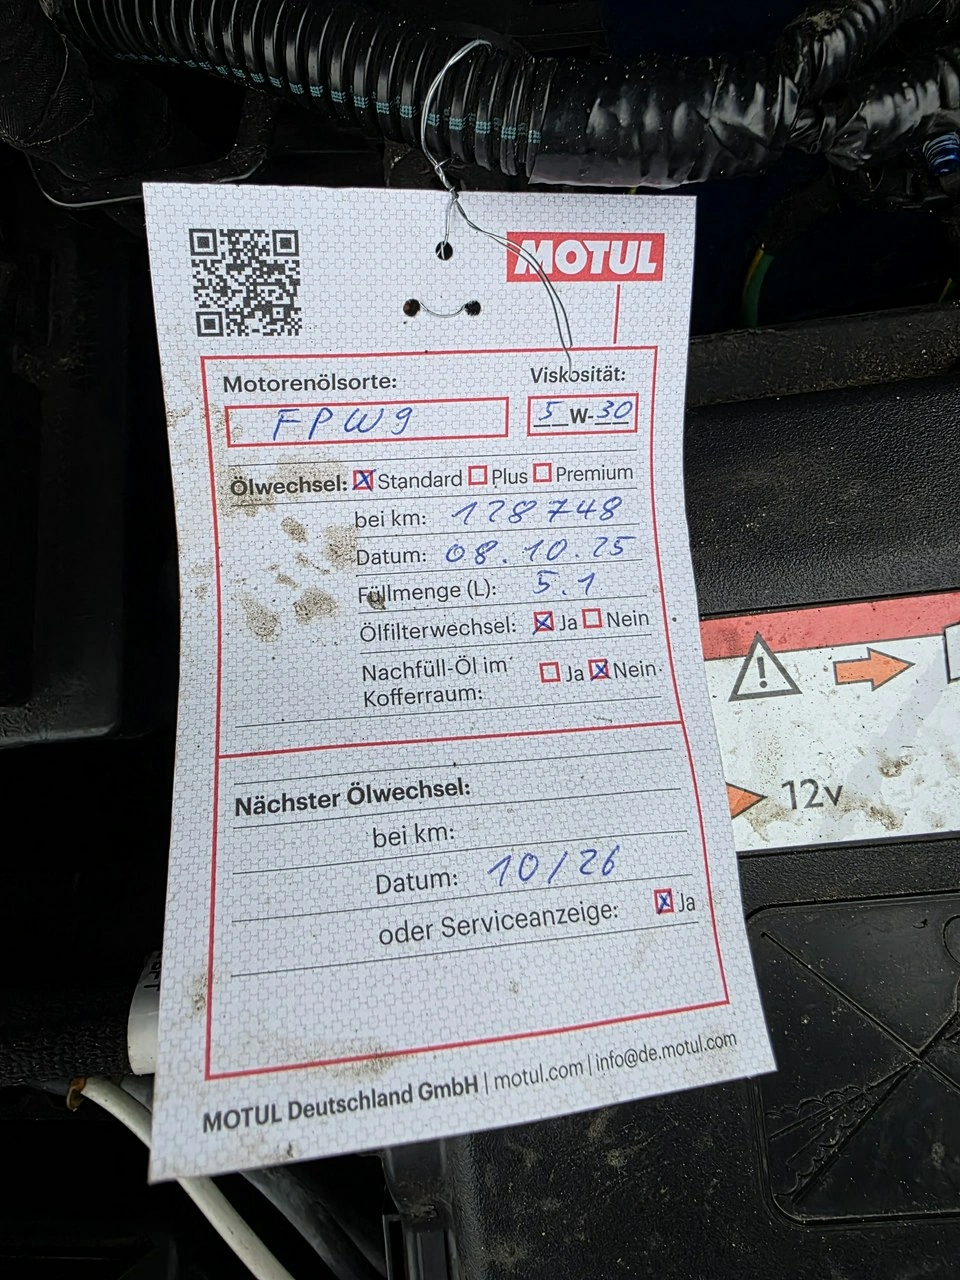 MOTUL
Motorenölsorte: Viskosität:
FPW9 5W-30
Ölwechsel: Standard Plus Premium
bei km: 128748
Datum: 08.10.25
Füllmenge (L): 5.1
Ölfilterwechsel: Ja Nein
Nachfüll-Öl im Ja Nein
Kofferraum:
Nächster Ölwechsel:
bei km:
Datum: 10/26
oder Serviceanzeige: Ja
MOTUL Deutschland GmbH | motul.com | info@de.motul.com
12v